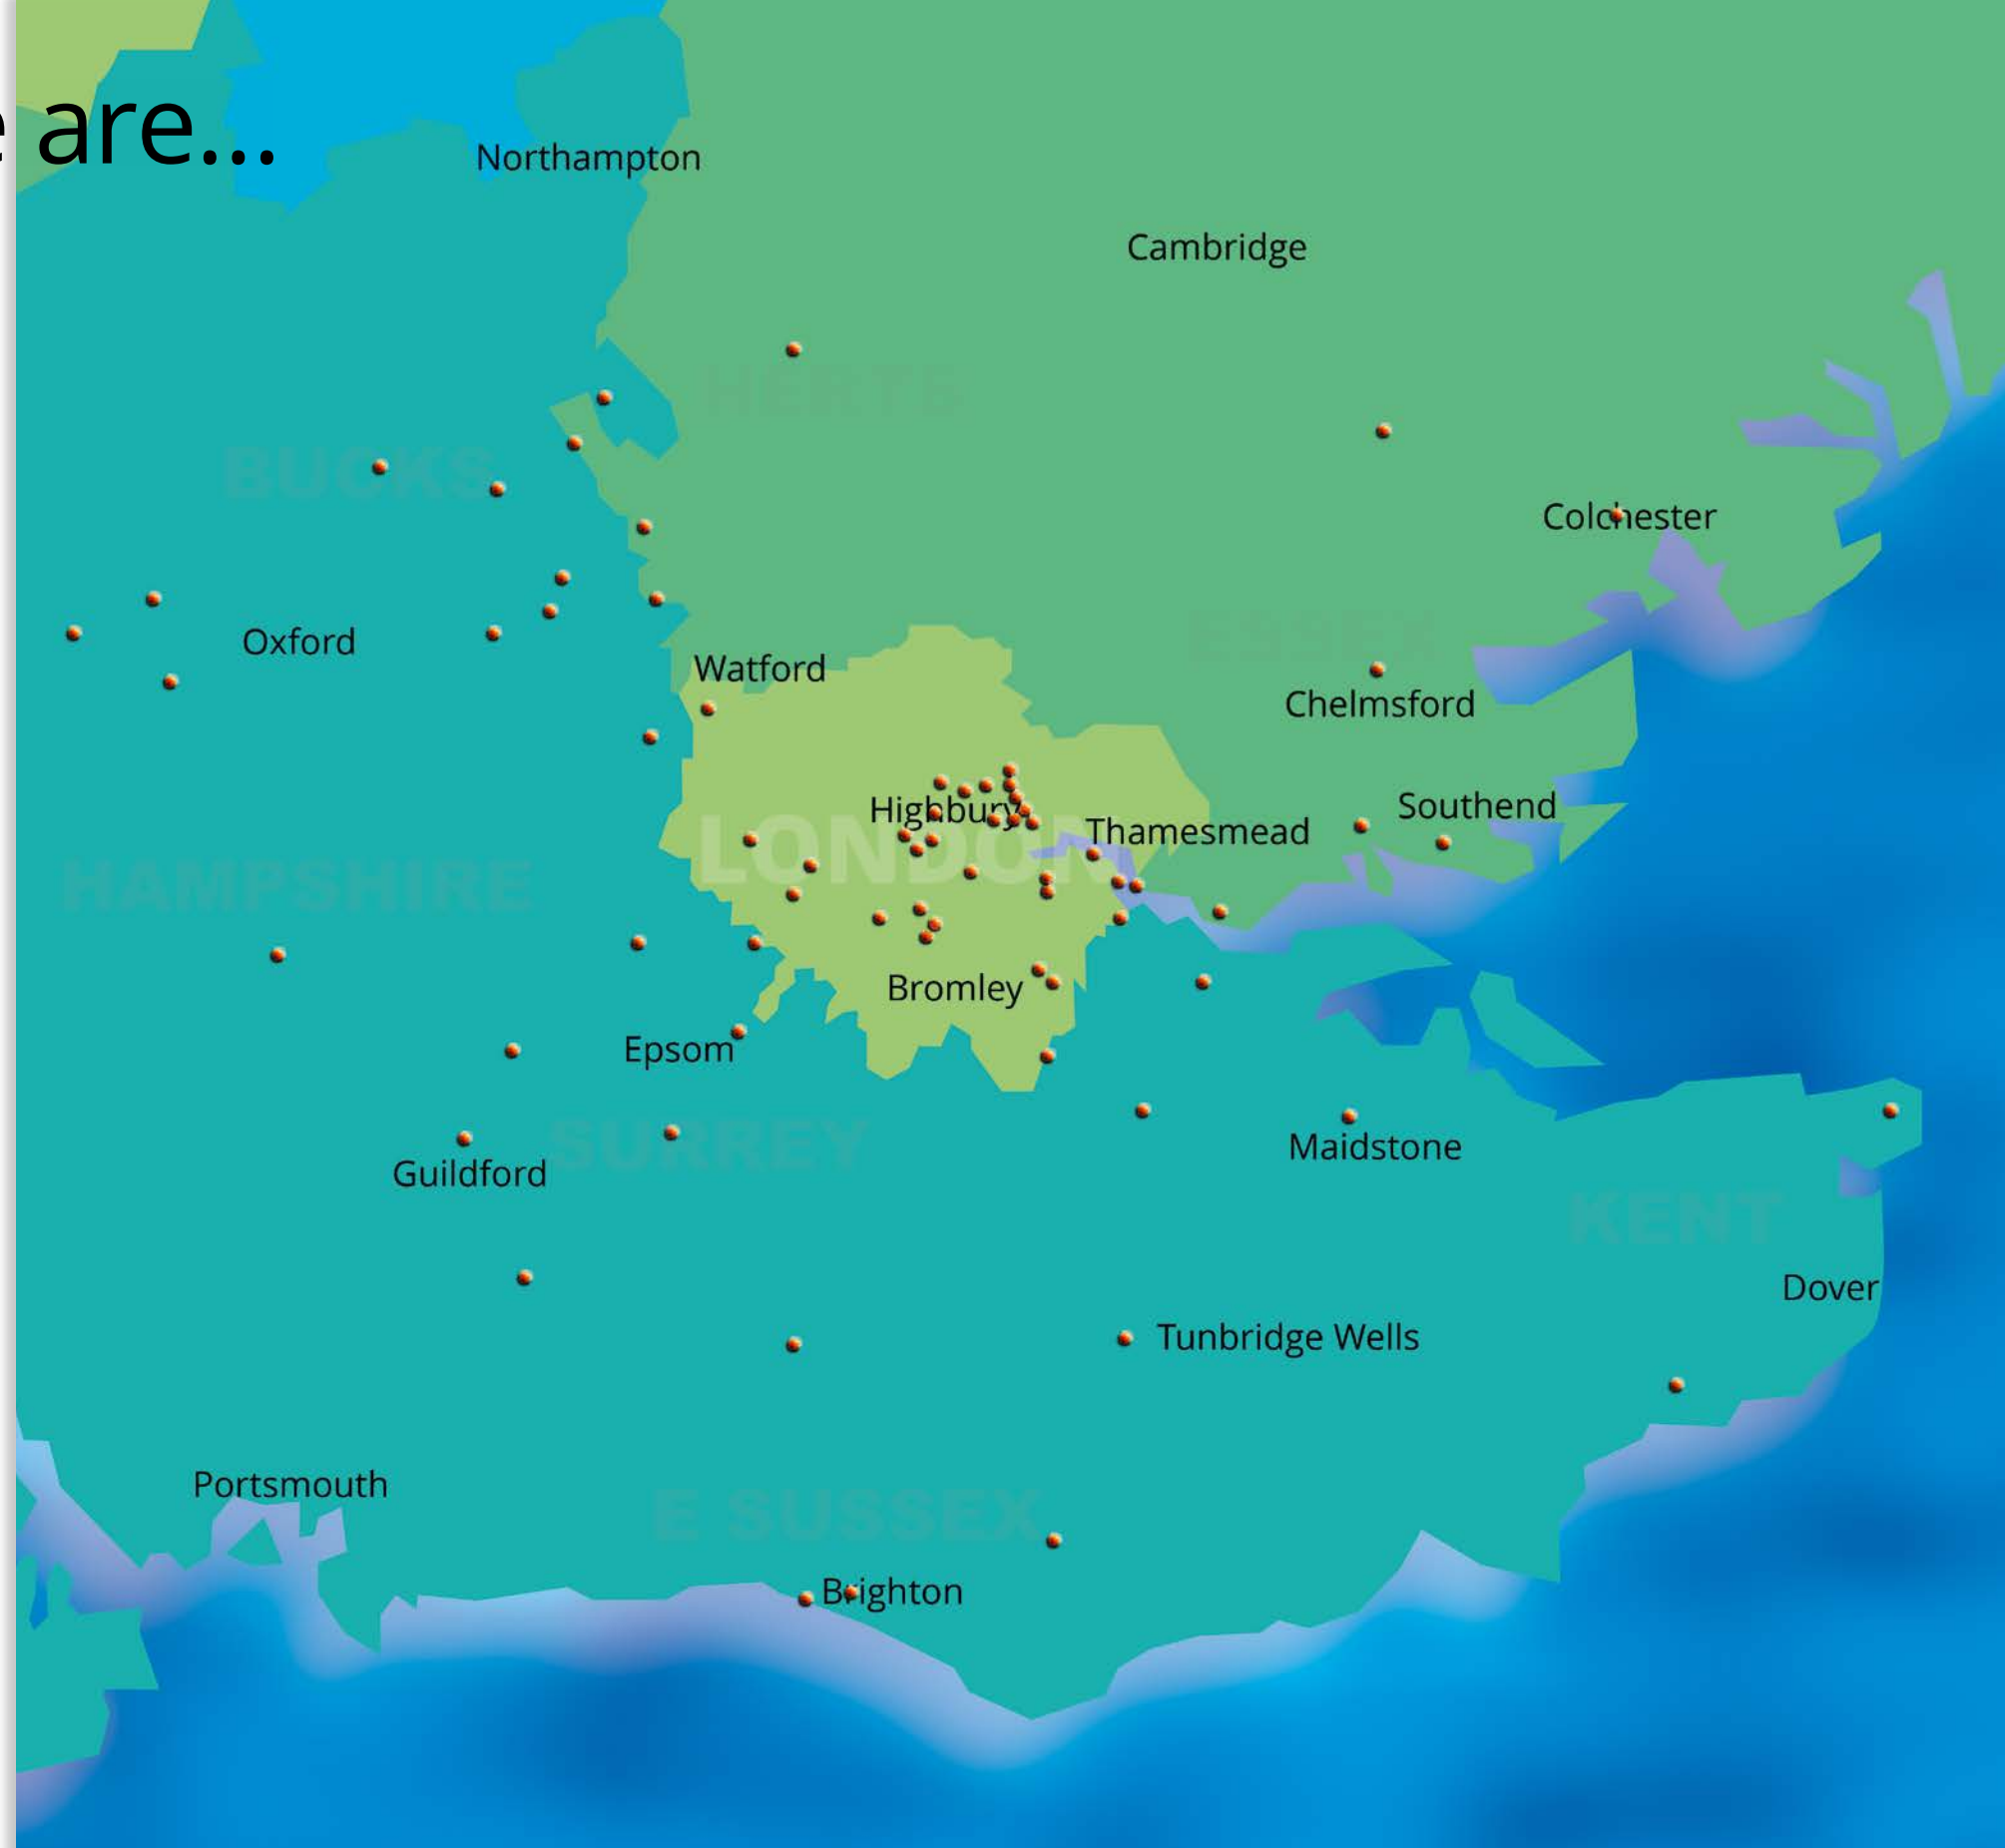 e are...
Northampton
Cambridge
HERTS
BUCKS
Colchester
ESSEX
Oxford
Watford
Chelmsford
Highbury
Southend
Thamesmead
LONDON
HAMPSHIRE
Bromley
Epsom
SURREY
Maidstone
Guildford
KENT
Dover
Tunbridge Wells
Portsmouth
E SUSSEX
Brighton